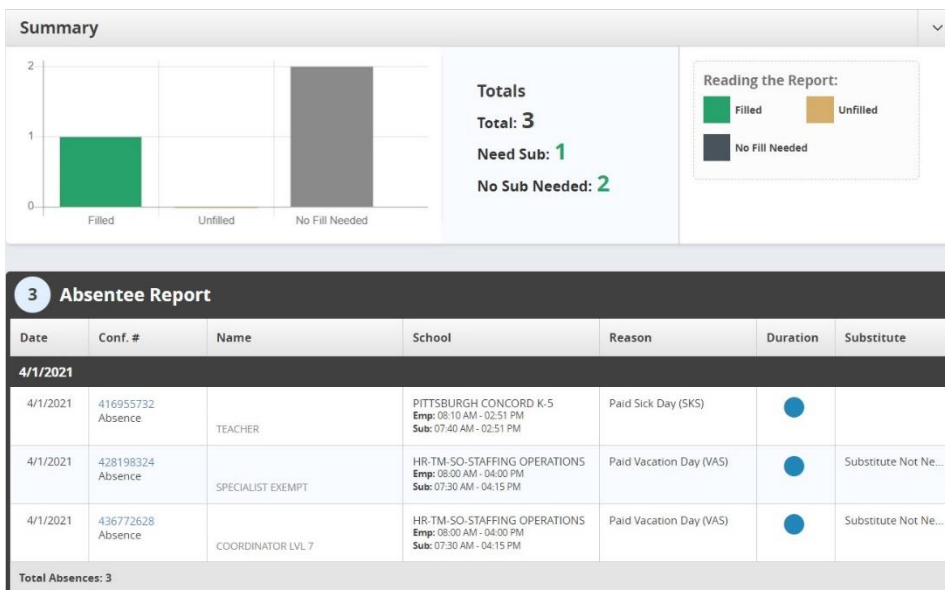 Summary
2
1
0
Filled
Unfilled
No Fill Needed
Totals
Total: 3
Need Sub: 1
No Sub Needed: 2
Reading the Report:
Filled
Unfilled
No Fill Needed
3 Absentee Report
Date Conf. # Name School Reason Duration Substitute
4/1/2021
4/1/2021 416955732 PITTSBURGH CONCORD K-5 Paid Sick Day (SKS)
Absence Emp: 08:10 AM - 02:51 PM
TEACHER Sub: 07:40 AM - 02:51 PM
4/1/2021 428198324 HR-TM-SO-STAFFING OPERATIONS Paid Vacation Day (VAS) Substitute Not Ne...
Absence Emp: 08:00 AM - 04:00 PM
SPECIALIST EXEMPT Sub: 07:30 AM - 04:15 PM
4/1/2021 436772628 HR-TM-SO-STAFFING OPERATIONS Paid Vacation Day (VAS) Substitute Not Ne...
Absence Emp: 08:00 AM - 04:00 PM
COORDINATOR LVL 7 Sub: 07:30 AM - 04:15 PM
Total Absences: 3